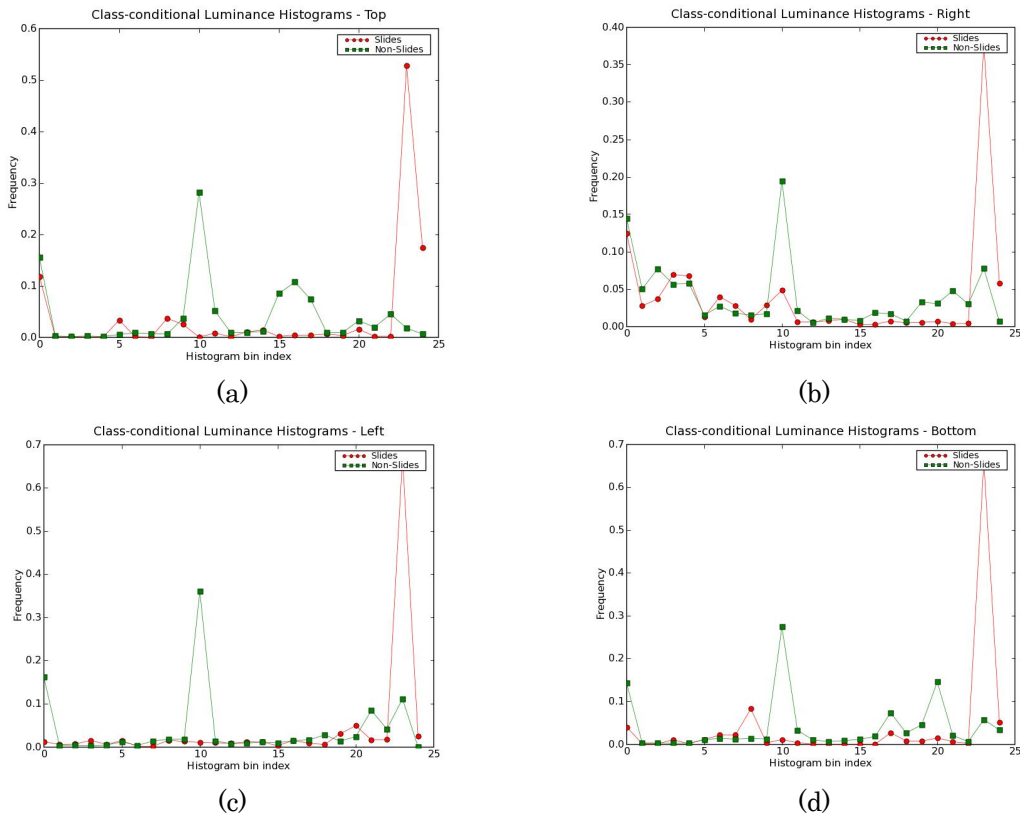 Class-conditional Luminance Histograms - Top
Slides
Non-Slides
Frequency
0.6
0.5
0.4
0.3
0.2
0.1
0.0
0 5 10 15 20 25
Histogram bin index
(a)
Class-conditional Luminance Histograms - Right
Slides
Non-Slides
Frequency
0.40
0.35
0.30
0.25
0.20
0.15
0.10
0.05
0.00
0 5 10 15 20 25
Histogram bin index
(b)
Class-conditional Luminance Histograms - Left
Slides
Non-Slides
Frequency
0.7
0.6
0.5
0.4
0.3
0.2
0.1
0.0
0 5 10 15 20 25
Histogram bin index
(c)
Class-conditional Luminance Histograms - Bottom
Slides
Non-Slides
Frequency
0.7
0.6
0.5
0.4
0.3
0.2
0.1
0.0
0 5 10 15 20 25
Histogram bin index
(d)